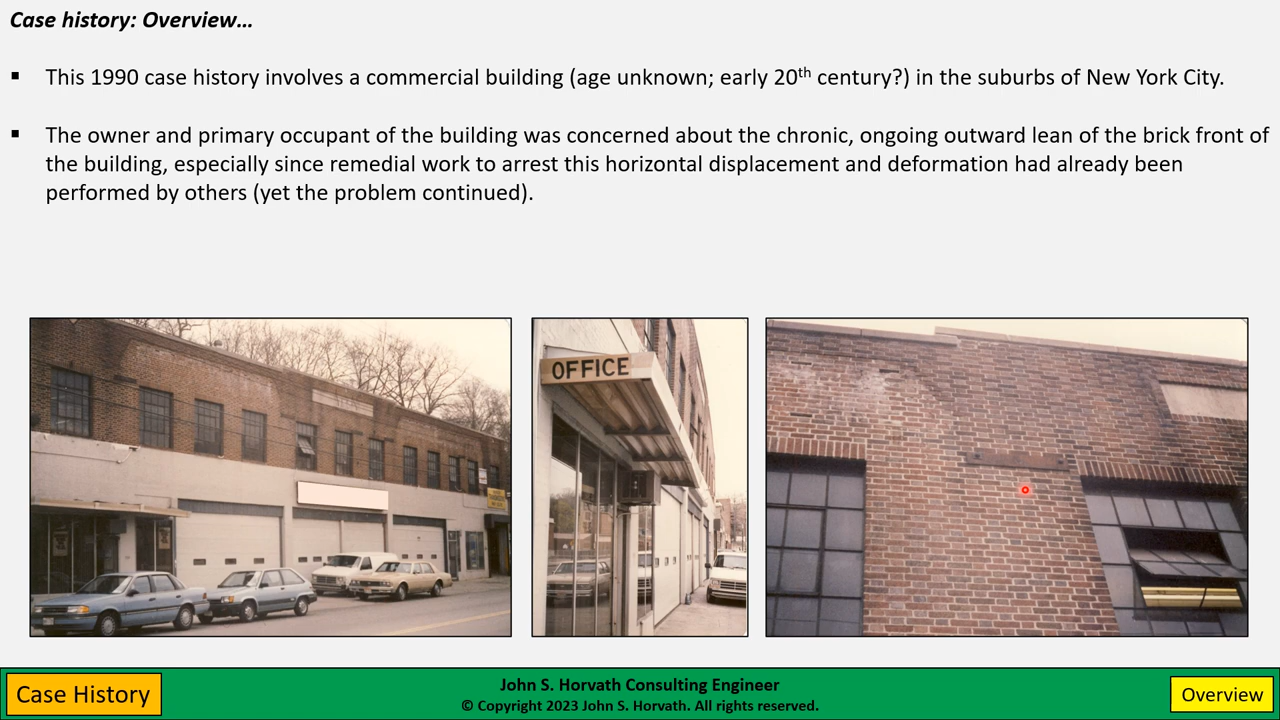 Case history: Overview…
▪ This 1990 case history involves a commercial building (age unknown; early 20th century?) in the suburbs of New York City.
▪ The owner and primary occupant of the building was concerned about the chronic, ongoing outward lean of the brick front of
the building, especially since remedial work to arrest this horizontal displacement and deformation had already been
performed by others (yet the problem continued).
OFFICE
Case History
John S. Horvath Consulting Engineer
© Copyright 2023 John S. Horvath. All rights reserved.
Overview